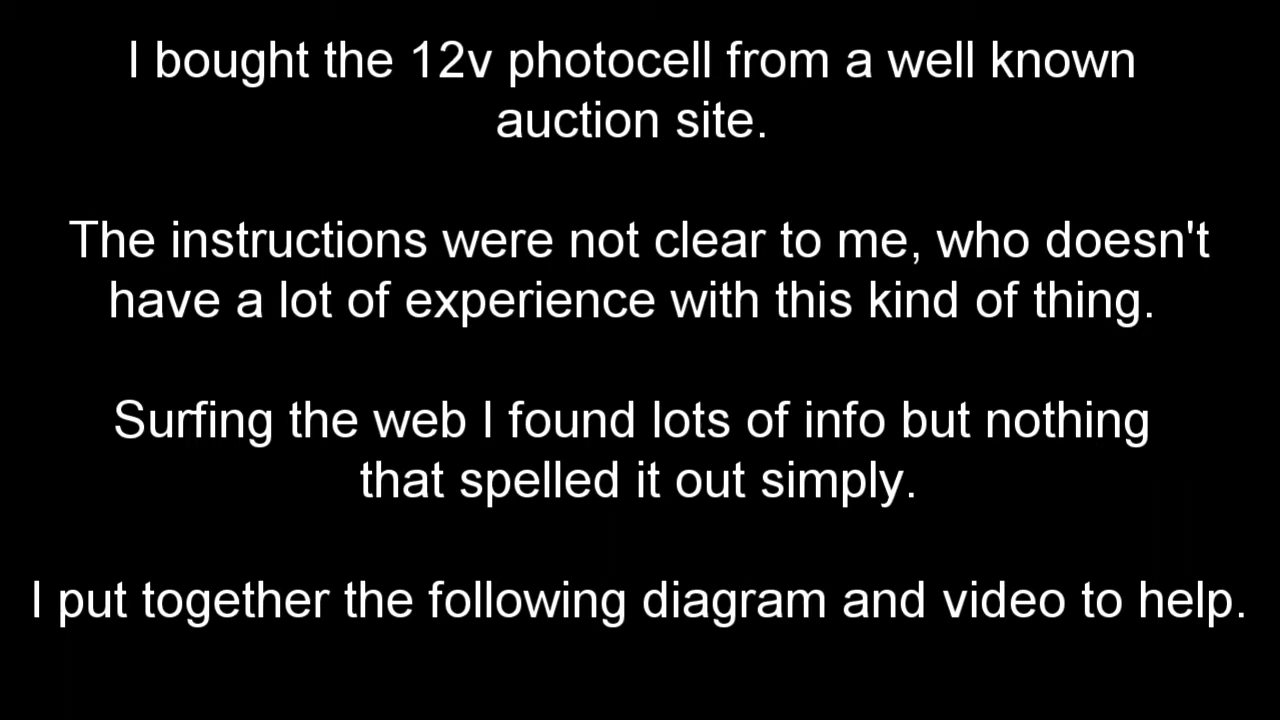 I bought the 12v photocell from a well known
auction site.
The instructions were not clear to me, who doesn't
have a lot of experience with this kind of thing.
Surfing the web I found lots of info but nothing
that spelled it out simply.
I put together the following diagram and video to help.